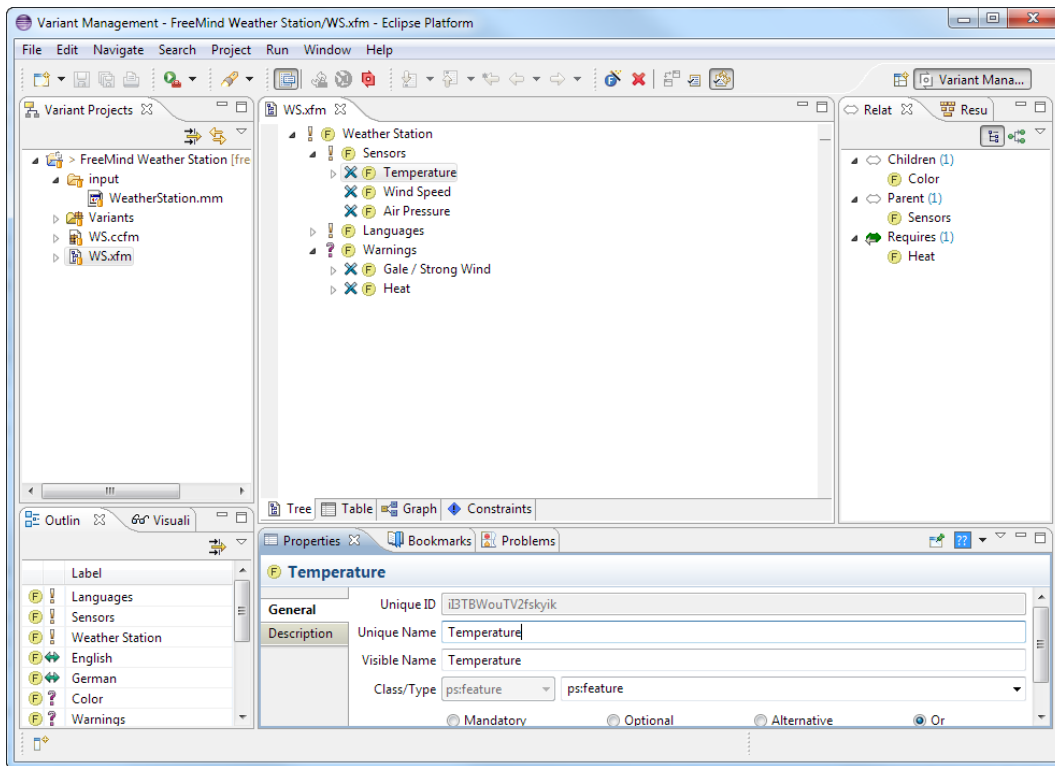 Variant Management - FreeMind Weather Station/WS.xfm - Eclipse Platform
File Edit Navigate Search Project Run Window Help
Variant Mana...
Variant Projects
> FreeMind Weather Station [fre
input
WeatherStation.mm
Variants
WS.ccfm
WS.xfm
WS.xfm
Weather Station
Sensors
Temperature
Wind Speed
Air Pressure
Languages
Warnings
Gale / Strong Wind
Heat
Tree Table Graph Constraints
Relat Resu
Children (1)
Color
Parent (1)
Sensors
Requires (1)
Heat
Outlin Visuali
Label
Languages
Sensors
Weather Station
English
German
Color
Warnings
Properties Bookmarks Problems
Temperature
General
Description
Unique ID iI3TBWouTV2fskyik
Unique Name Temperature
Visible Name Temperature
Class/Type ps:feature ps:feature
Mandatory Optional Alternative Or